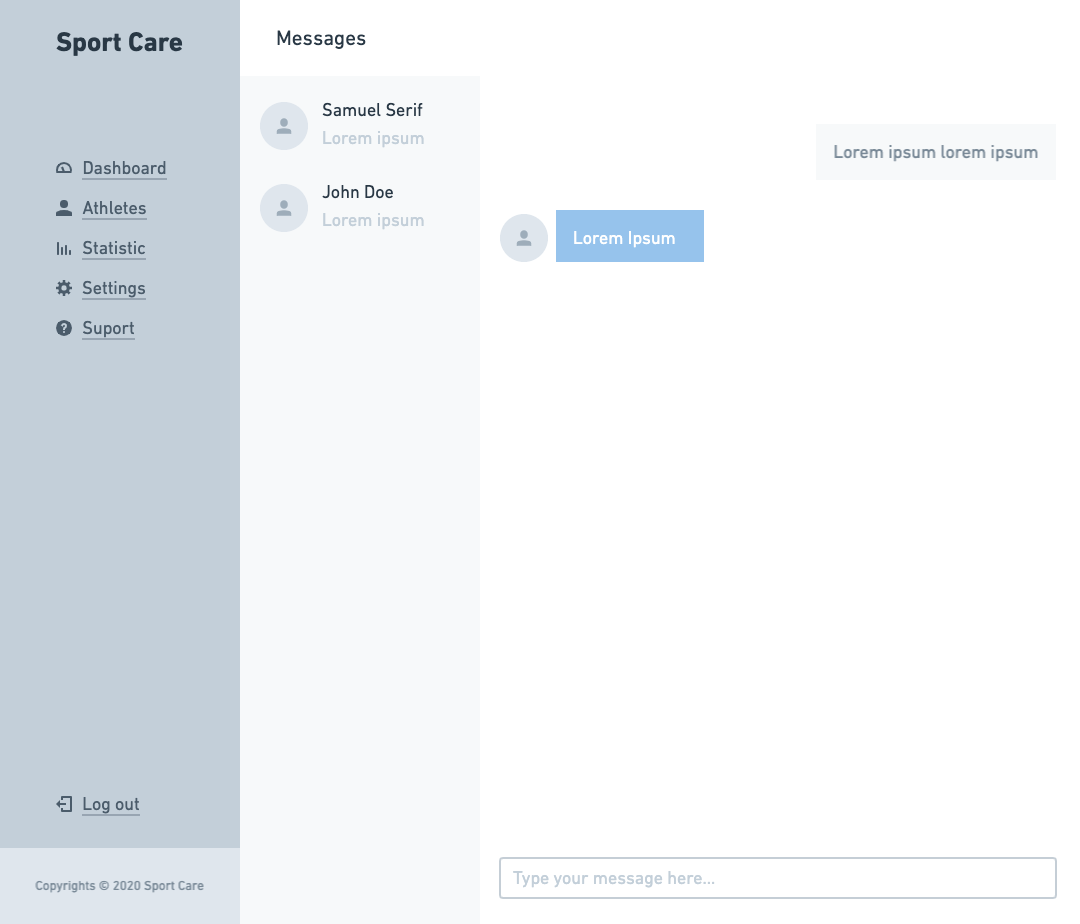 Sport Care
Dashboard
Athletes
Statistic
Settings
Suport
Log out
Copyrights © 2020 Sport Care
Messages
Samuel Serif
Lorem ipsum
John Doe
Lorem ipsum
Lorem ipsum lorem ipsum
Lorem Ipsum
Type your message here...